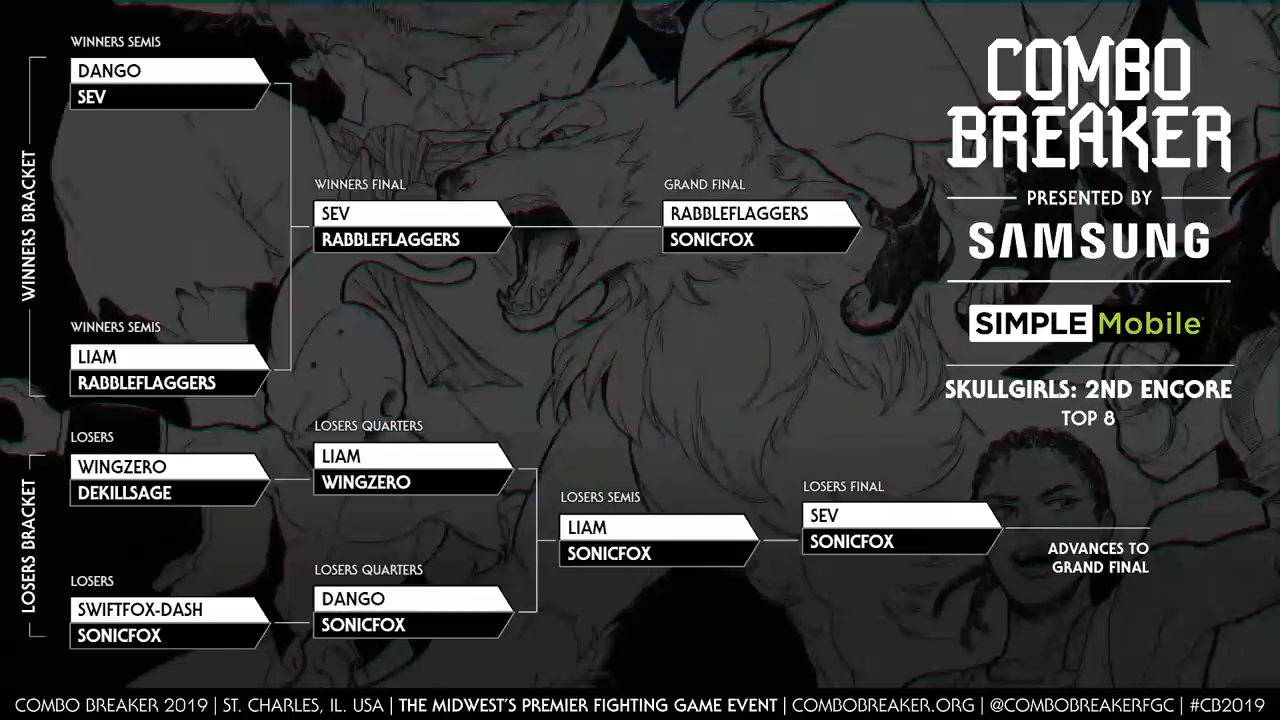 WINNERS BRACKET
WINNERS SEMIS
DANGO
SEV
WINNERS SEMIS
LIAM
RABBLEFLAGGERS
WINNERS FINAL
SEV
RABBLEFLAGGERS
GRAND FINAL
RABBLEFLAGGERS
SONICFOX
LOSERS BRACKET
LOSERS
WINGZERO
DEKILLSAGE
LOSERS
SWIFTFOX-DASH
SONICFOX
LOSERS QUARTERS
LIAM
WINGZERO
LOSERS QUARTERS
DANGO
SONICFOX
LOSERS SEMIS
LIAM
SONICFOX
LOSERS FINAL
SEV
SONICFOX
ADVANCES TO
GRAND FINAL
COMBO
BREAKER
PRESENTED BY
SAMSUNG
SIMPLE Mobile
SKULLGIRLS: 2ND ENCORE
TOP 8
COMBO BREAKER 2019 | ST. CHARLES, IL. USA | THE MIDWEST'S PREMIER FIGHTING GAME EVENT | COMBOBREAKER.ORG | @COMBOBREAKERFGC | #CB2019